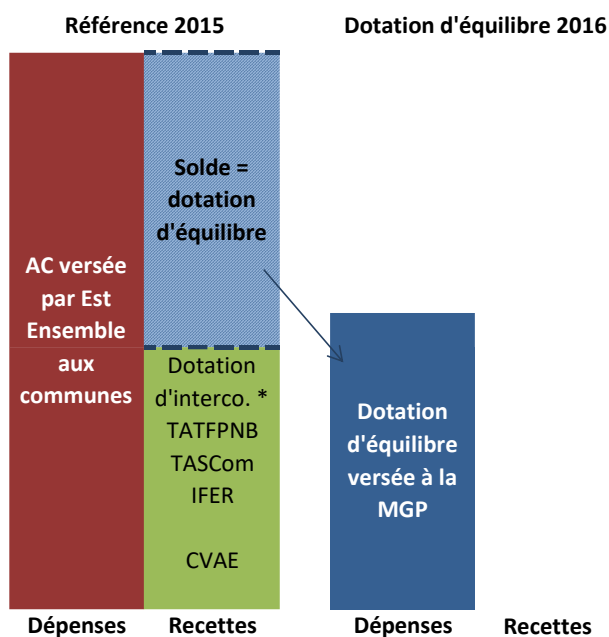 Référence 2015
Dotation d'équilibre 2016
AC versée
par Est
Ensemble
aux
communes
Solde =
dotation
d'équilibre
Dotation
d'interco. *
TATFPNB
TASCom
IFER
CVAE
Dotation
d'équilibre
versée à la
MGP
Dépenses
Recettes
Dépenses
Recettes